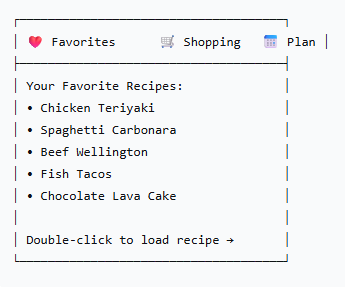 ❤️ Favorites 🛒 Shopping 📅 Plan
Your Favorite Recipes:
• Chicken Teriyaki
• Spaghetti Carbonara
• Beef Wellington
• Fish Tacos
• Chocolate Lava Cake
Double-click to load recipe →